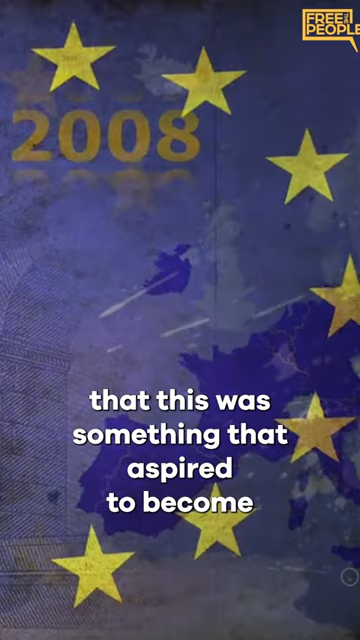 FREE THE
PEOPLE
2008
that this was
something that
aspired
to become